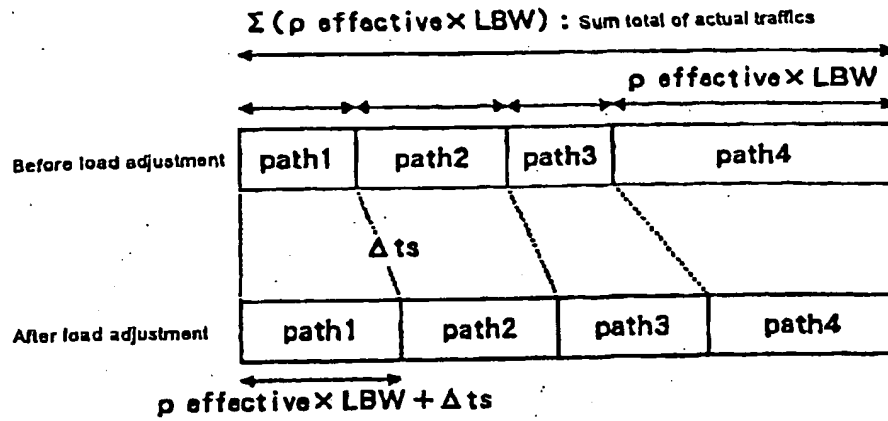 Σ(ρ effective×LBW) : Sum total of actual traffics
ρ effective×LBW
Before load adjustment path1 path2 path3 path4
Δts
After load adjustment path1 path2 path3 path4
ρ effective×LBW+Δts